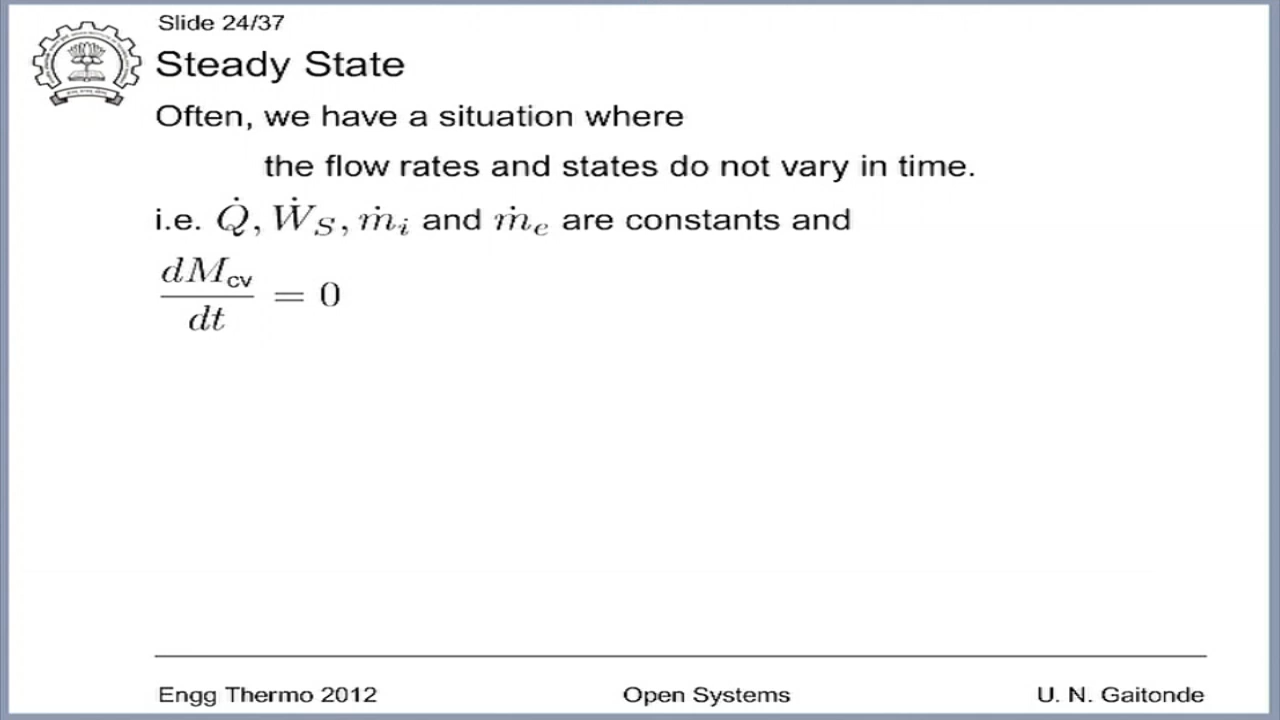 Slide 24/37
Steady State
Often, we have a situation where
the flow rates and states do not vary in time.
i.e. Q̇, Ẇ_S, ṁ_i and ṁ_e are constants and
dM_cv/dt = 0
Engg Thermo 2012 Open Systems U. N. Gaitonde